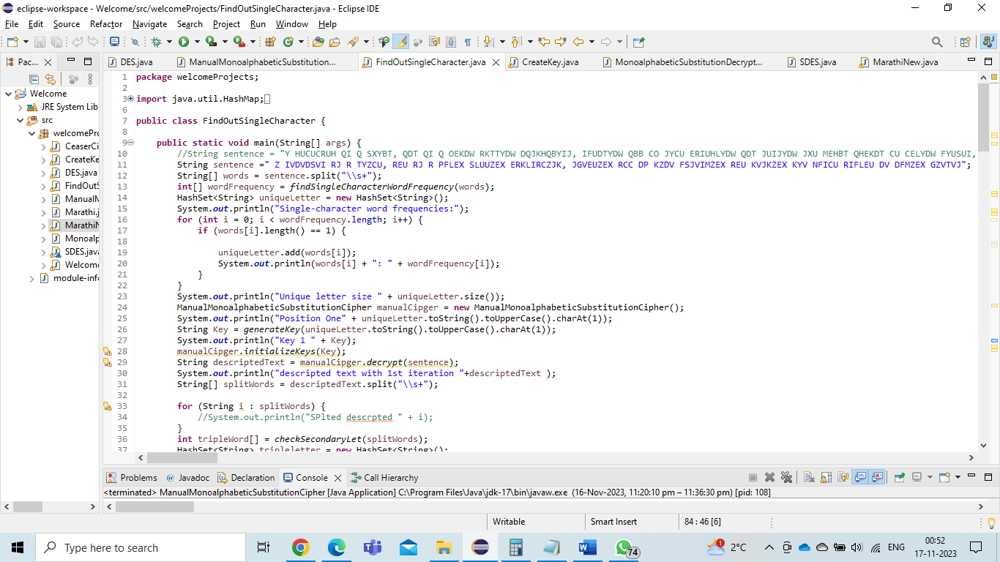 eclipse-workspace - Welcome/src/welcomeProjects/FindOutSingleCharacter.java - Eclipse IDE
File Edit Source Refactor Navigate Search Project Run Window Help
Pac...
DES.java ManualMonoalphabeticSubstitution... FindOutSingleCharacter.java CreateKey.java MonoalphabeticSubstitutionDecrypt... SDES.java MarathiNew.java
Welcome
JRE System Lib
src
welcomePro
CeaserCi
CreateKe
DES.java
FindOutS
ManualM
Marathi.j
MarathiN
Monoalp
SDES.java
Welcome
module-info
1 package welcomeProjects;
2
3 import java.util.HashMap;
6
7 public class FindOutSingleCharacter {
8
9 public static void main(String[] args) {
10 //String sentence = "Y HUCUCRUH QI Q SXYBT, QDT QI Q OEKDW RKTTYDW DQJKHQBYIJ, IFUDTYDW QBB CO JYCU ERIUHLYDW QDT JUIJYDW JXU MEHBT QHEKDT CU CELYDW FYUSUI,
11 String sentence =" Z IVDVDSVI RJ R TYZCU, REU RJ R PFLEX SLUUZEX ERKLIRCZJK, JGVEUZEX RCC DP KZDV FSJVIMZEX REU KVJKZEX KYV NFICU RIFLEU DV DFMZEX GZVTVJ";
12 String[] words = sentence.split("\\s+");
13 int[] wordFrequency = findSingleCharacterWordFrequency(words);
14 HashSet<String> uniqueLetter = new HashSet<String>();
15 System.out.println("Single-character word frequencies:");
16 for (int i = 0; i < wordFrequency.length; i++) {
17 if (words[i].length() == 1) {
18
19 uniqueLetter.add(words[i]);
20 System.out.println(words[i] + ": " + wordFrequency[i]);
21 }
22 }
23 System.out.println("Unique letter size " + uniqueLetter.size());
24 ManualMonoalphabeticSubstitutionCipher manualCipger = new ManualMonoalphabeticSubstitutionCipher();
25 System.out.println("Position One" + uniqueLetter.toString().toUpperCase().charAt(1));
26 String Key = generateKey(uniqueLetter.toString().toUpperCase().charAt(1));
27 System.out.println("Key 1 " + Key);
28 manualCipger.initializeKeys(Key);
29 String descriptedText = manualCipger.decrypt(sentence);
30 System.out.println("descripted text with 1st iteration "+descriptedText );
31 String[] splitWords = descriptedText.split("\\s+");
32
33 for (String i : splitWords) {
34 //System.out.println("SPlted descrpted " + i);
35 }
36 int tripleWord[] = checkSecondaryLet(splitWords);
37 HashSet<String> tripleletter = new HashSet<String>();
Problems Javadoc Declaration Console Call Hierarchy
<terminated> ManualMonoalphabeticSubstitutionCipher [Java Application] C:\Program Files\Java\jdk-17\bin\javaw.exe (16-Nov-2023, 11:20:10 pm – 11:36:30 pm) [pid: 108]
Writable Smart Insert 84 : 46 [6]
Type here to search
74
1
2°C
ENG
00:52
17-11-2023